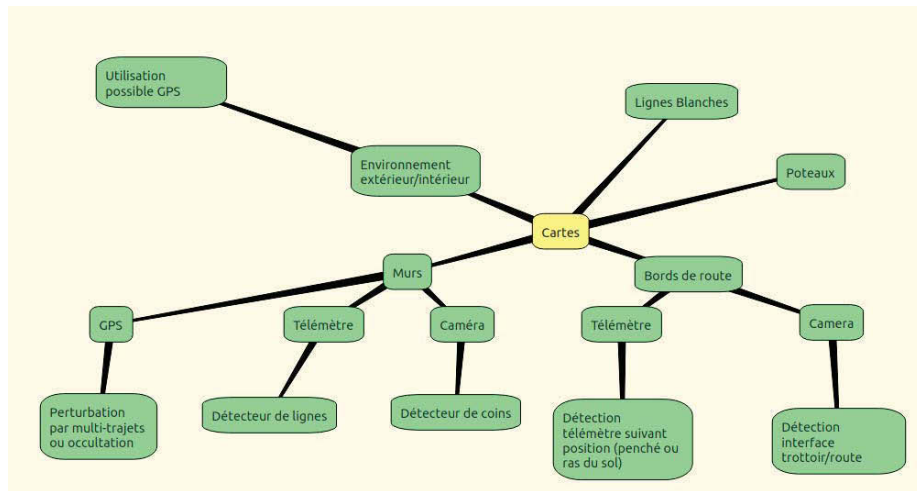 Utilisation
possible GPS
Lignes Blanches
Environnement
extérieur/intérieur
Poteaux
Cartes
Murs
Bords de route
GPS
Télémètre
Caméra
Télémètre
Camera
Perturbation
par multi-trajets
ou occultation
Détecteur de lignes
Détecteur de coins
Détection
télémètre suivant
position (penché ou
ras du sol)
Détection
interface
trottoir/route